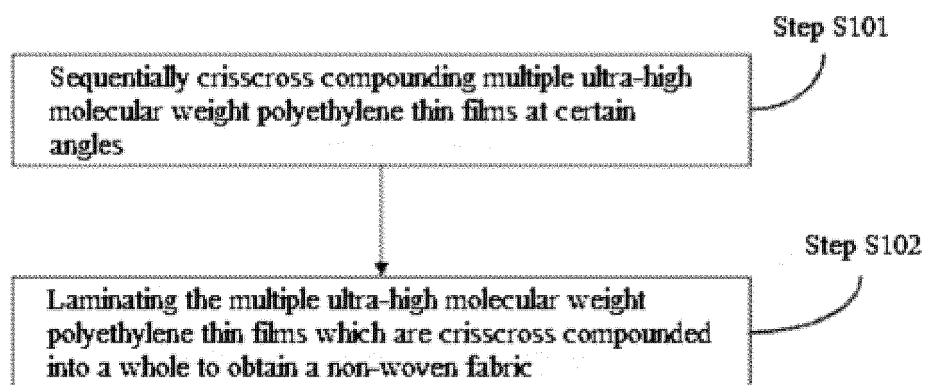 Step S101
Sequentially crisscross compounding multiple ultra-high
molecular weight polyethylene thin films at certain
angles
Step S102
Laminating the multiple ultra-high molecular weight
polyethylene thin films which are crisscross compounded
into a whole to obtain a non-woven fabric